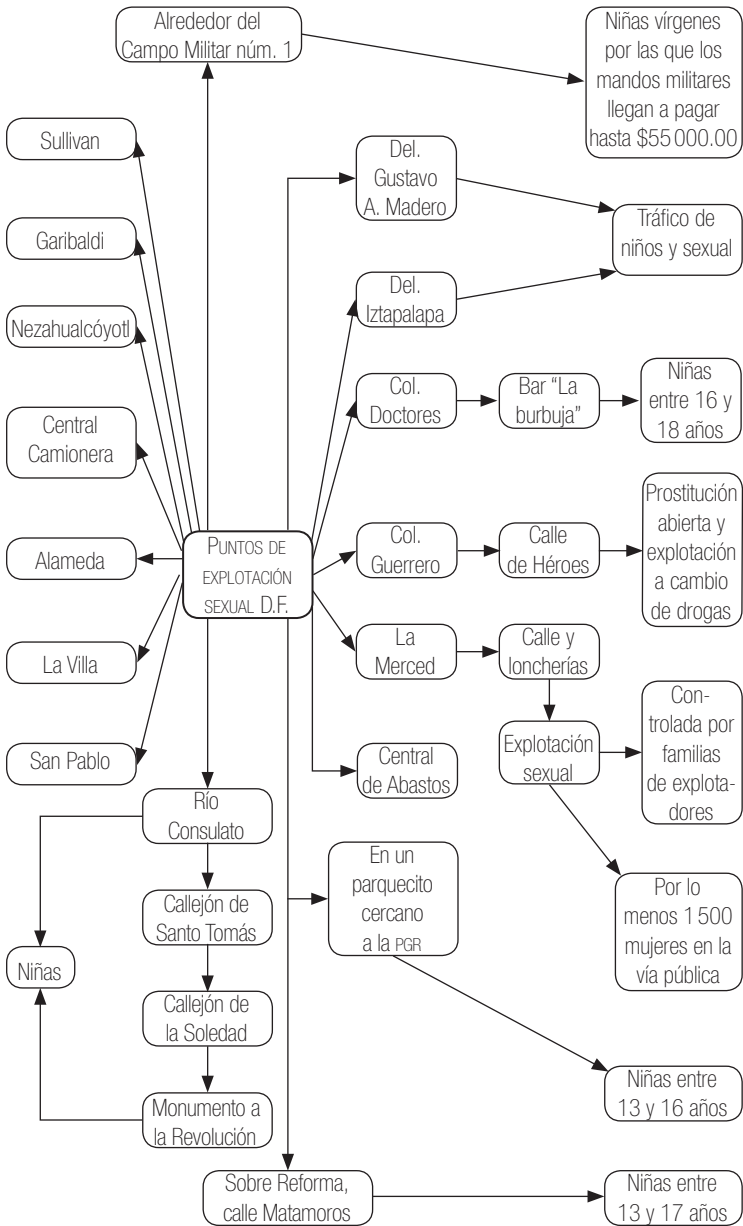 Alrededor del
Campo Militar núm. 1
Niñas vírgenes
por las que los
mandos militares
llegan a pagar
hasta $55 000.00
Sullivan
Garibaldi
Nezahualcóyotl
Central
Camionera
Alameda
La Villa
San Pablo
PUNTOS DE
EXPLOTACIÓN
SEXUAL D.F.
Del.
Gustavo
A. Madero
Del.
Iztapalapa
Tráfico de
niños y sexual
Col.
Doctores
Bar “La
burbuja”
Niñas
entre 16 y
18 años
Col.
Guerrero
Calle
de Héroes
Prostitución
abierta y
explotación
a cambio
de drogas
La
Merced
Calle y
loncherías
Explotación
sexual
Con-
trolada por
familias
de explota-
dores
Por lo
menos 1 500
mujeres en la
vía pública
Central
de Abastos
Río
Consulato
Callejón de
Santo Tomás
Callejón de
la Soledad
Monumento a
la Revolución
Niñas
En un
parquecito
cercano
a la PGR
Niñas entre
13 y 16 años
Sobre Reforma,
calle Matamoros
Niñas entre
13 y 17 años